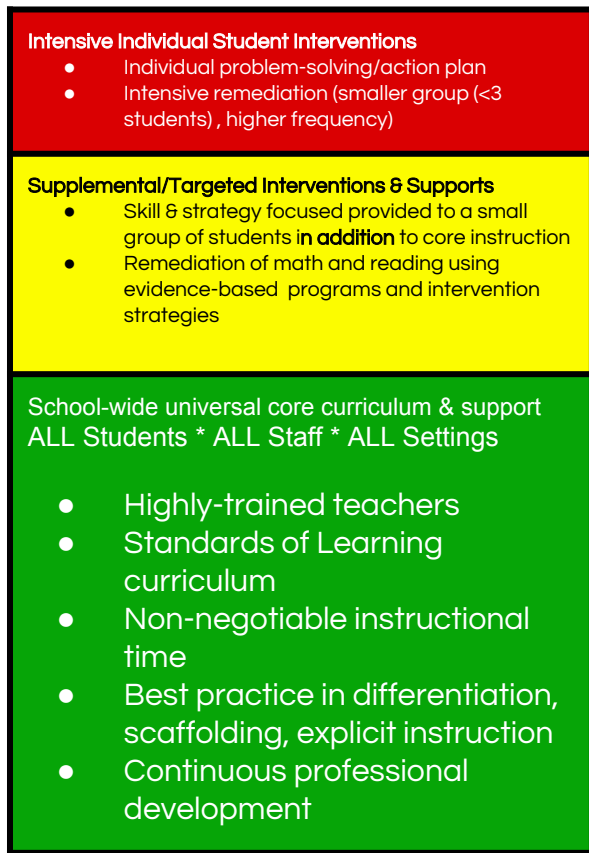 Intensive Individual Student Interventions
● Individual problem-solving/action plan
● Intensive remediation (smaller group (<3
students) , higher frequency)
Supplemental/Targeted Interventions & Supports
● Skill & strategy focused provided to a small
group of students in addition to core instruction
● Remediation of math and reading using
evidence-based programs and intervention
strategies
School-wide universal core curriculum & support
ALL Students * ALL Staff * ALL Settings
● Highly-trained teachers
● Standards of Learning
curriculum
● Non-negotiable instructional
time
● Best practice in differentiation,
scaffolding, explicit instruction
● Continuous professional
development